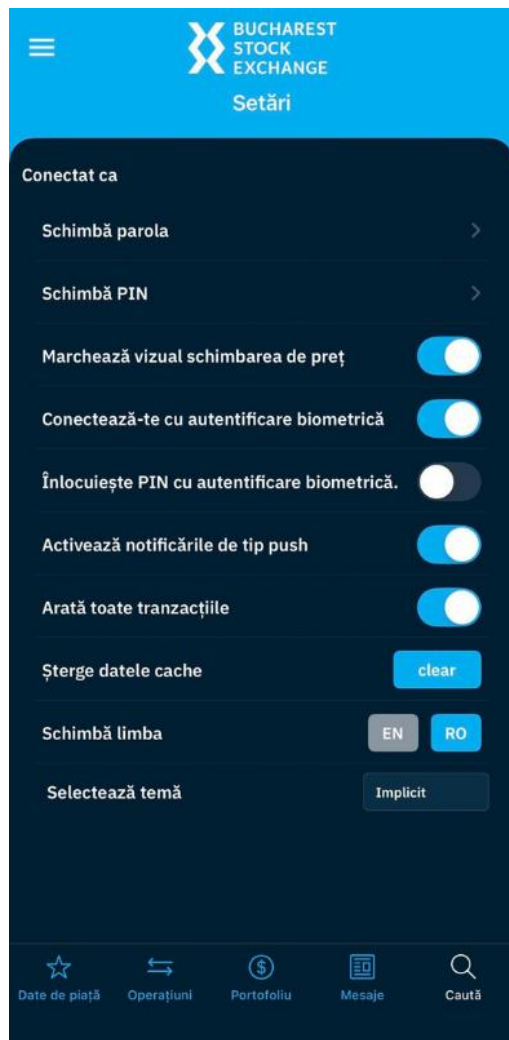 BUCHAREST
STOCK
EXCHANGE
Setări
Conectat ca
Schimbă parola
Schimbă PIN
Marchează vizual schimbarea de preț
Conectează-te cu autentificare biometrică
Înlocuiește PIN cu autentificare biometrică.
Activează notificările de tip push
Arată toate tranzacțiile
Șterge datele cache clear
Schimbă limba EN RO
Selectează temă Implicit
Date de piață Operațiuni Portofoliu Mesaje Caută